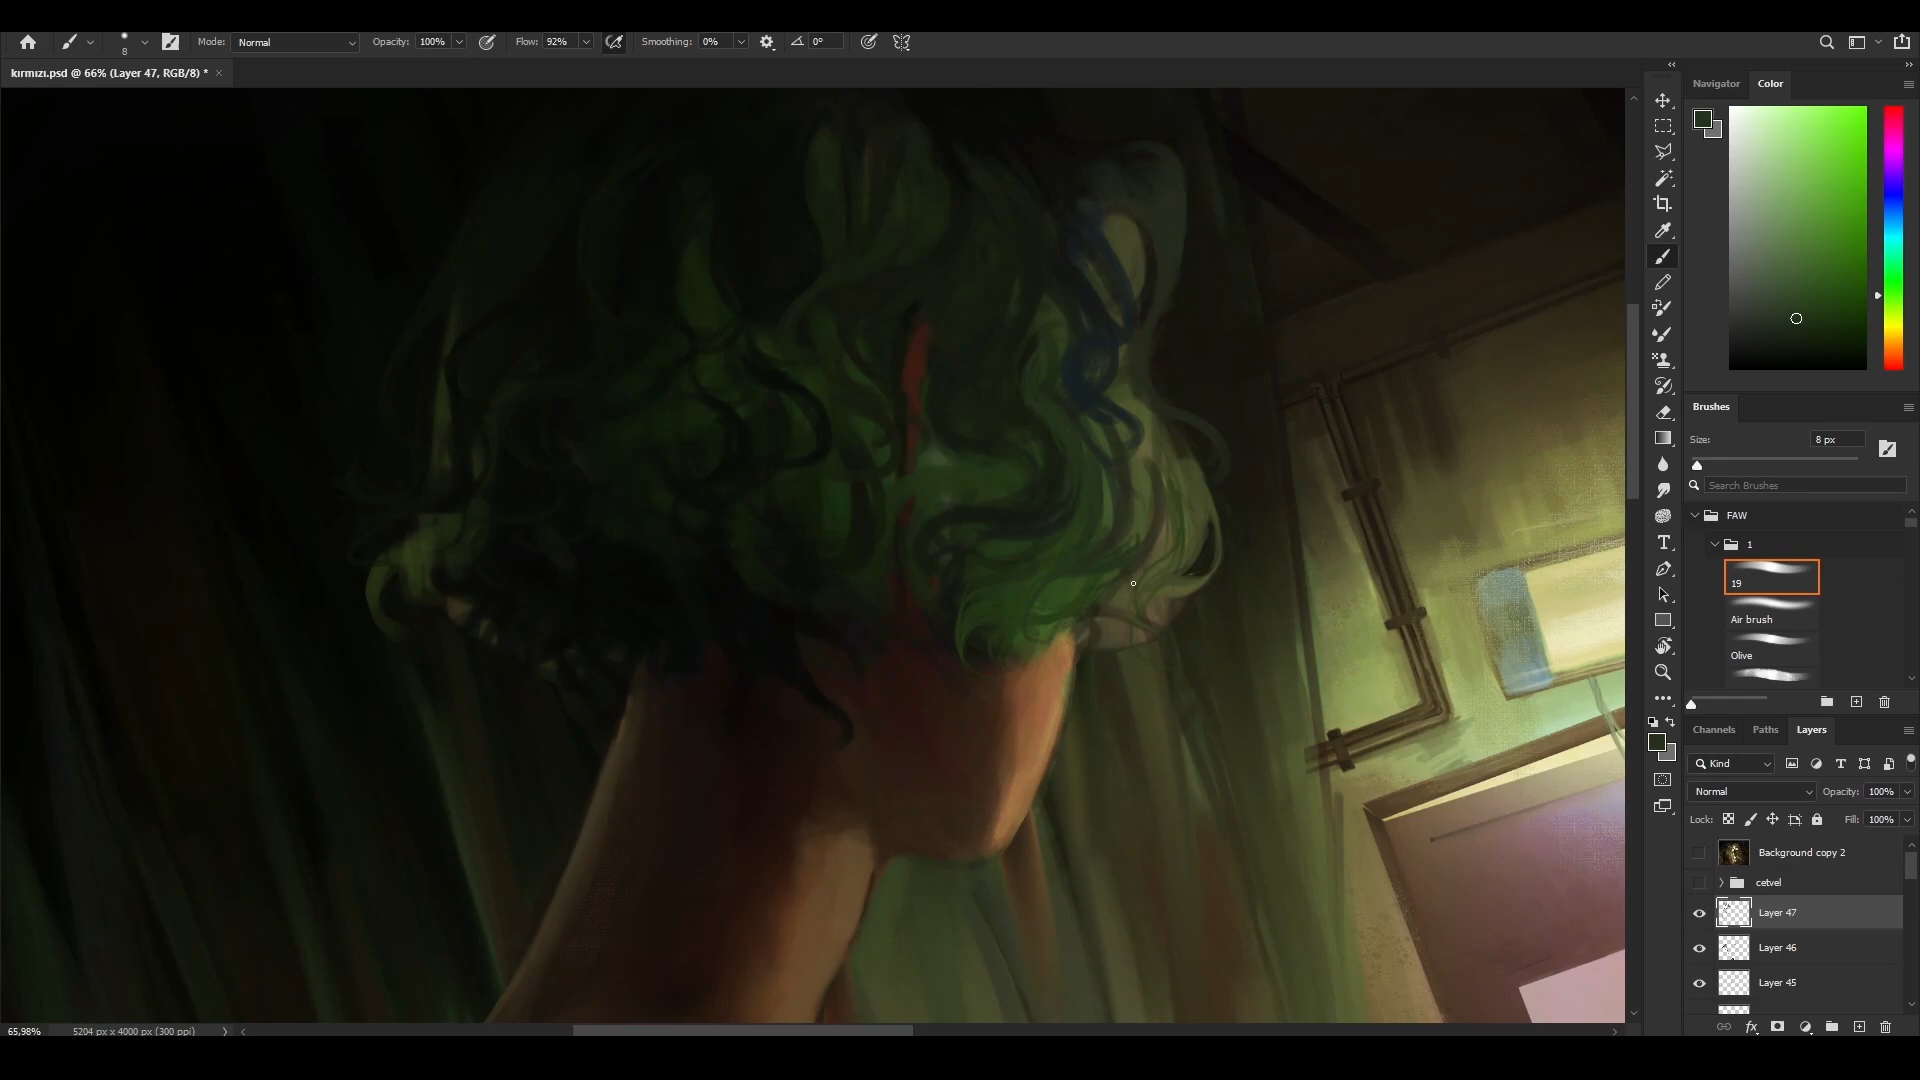 8
Mode: Normal
Opacity: 100%
Flow: 92%
Smoothing: 0%
0°
kırmızı.psd @ 66% (Layer 47, RGB/8) *
Navigator
Color
Brushes
Size: 8 px
Search Brushes
FAW
1
19
Air brush
Olive
Channels
Paths
Layers
Kind
Normal
Opacity: 100%
Lock:
Fill: 100%
Background copy 2
cetvel
Layer 47
Layer 46
Layer 45
fx
65,98%
5204 px x 4000 px (300 ppi)